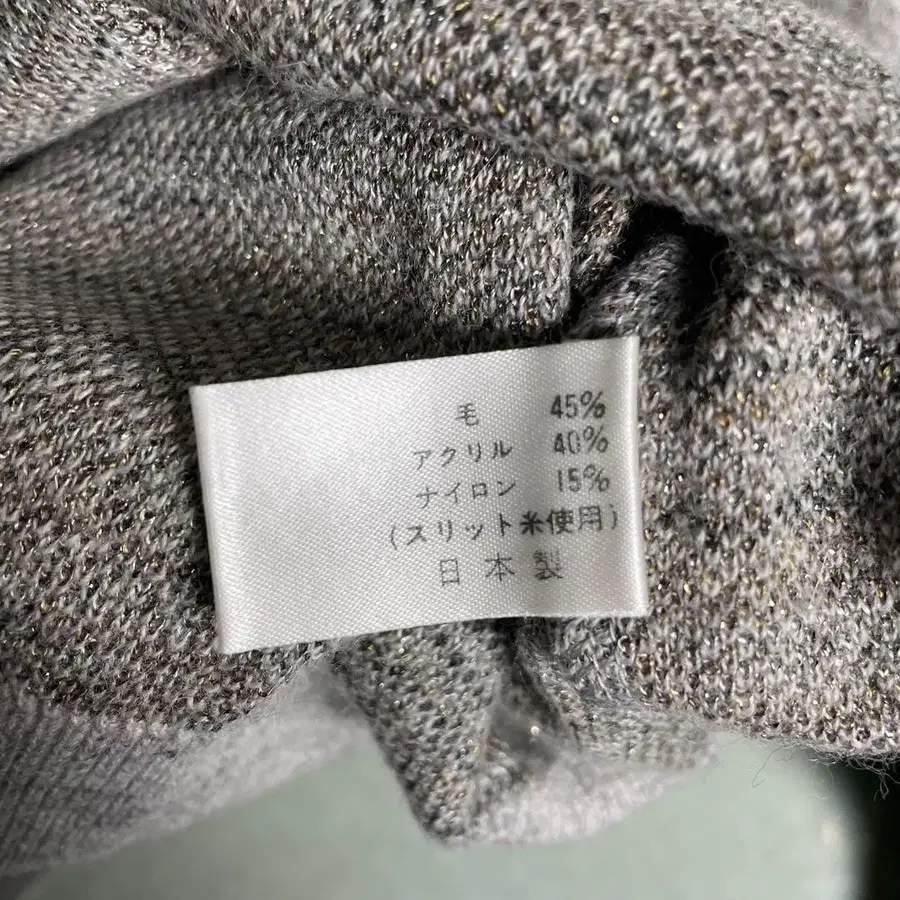 毛 45%
アクリル 40%
ナイロン 15%
(スリット糸使用)
日本製